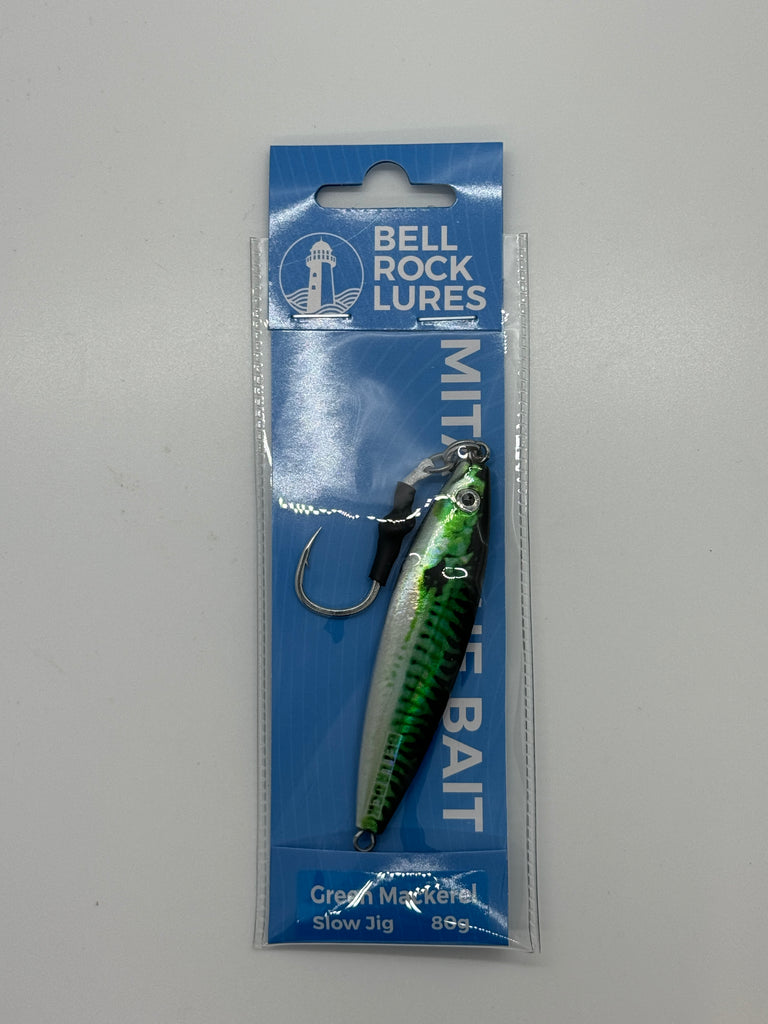 BELL
ROCK
LURES
BAIT
Green Mackerel
Slow Jig 80g